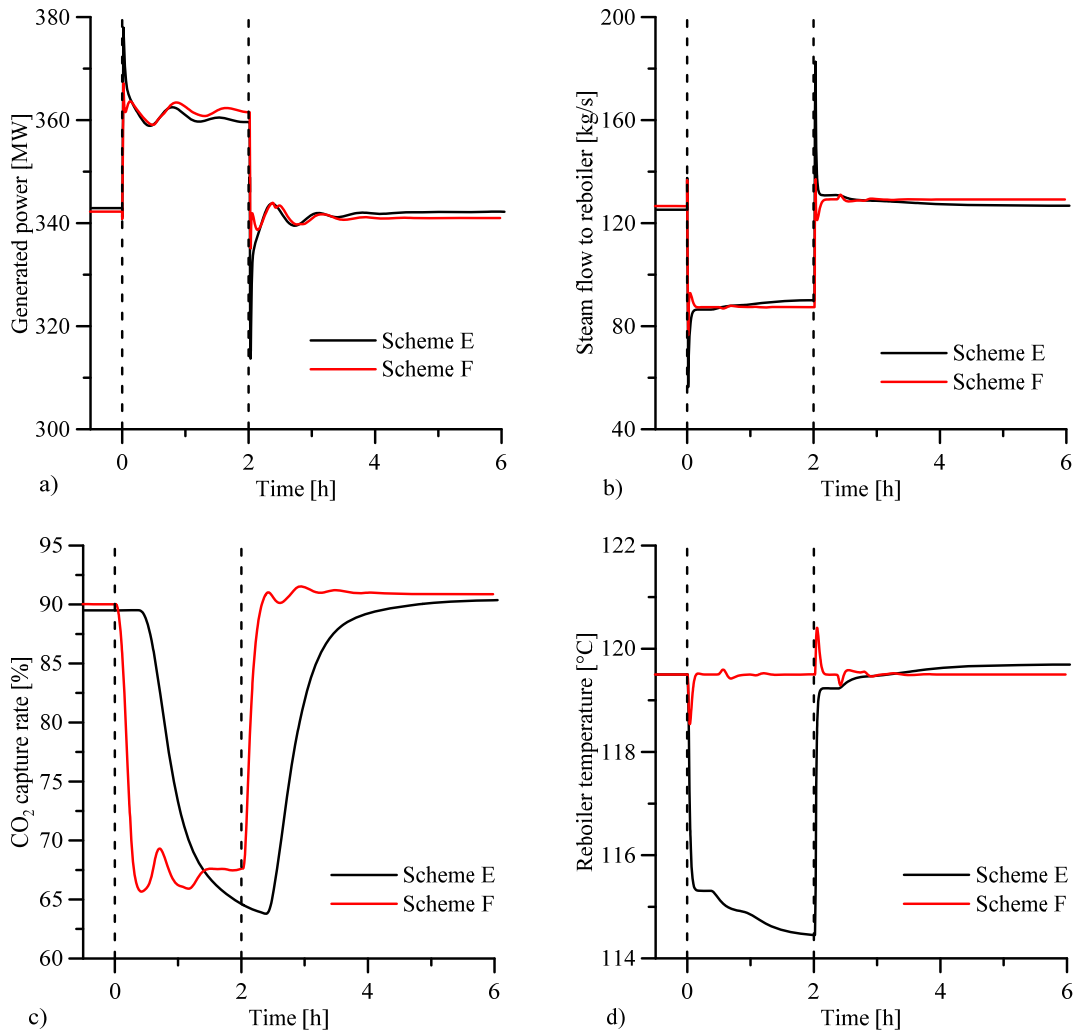 380
360
340
320
300
Generated power [MW]
Scheme E
Scheme F
0
2
4
6
Time [h]
a)
200
160
120
80
40
Steam flow to reboiler [kg/s]
Scheme E
Scheme F
0
2
4
6
Time [h]
b)
95
90
85
80
75
70
65
60
CO₂ capture rate [%]
Scheme E
Scheme F
0
2
4
6
Time [h]
c)
122
120
118
116
114
Reboiler temperature [°C]
Scheme E
Scheme F
0
2
4
6
Time [h]
d)